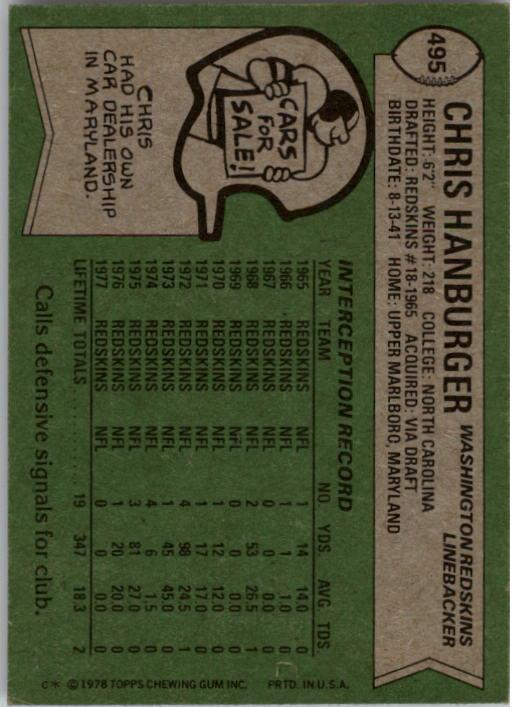 495
CHRIS HANBURGER
WASHINGTON REDSKINS
LINEBACKER
HEIGHT: 6'2" WEIGHT: 218 COLLEGE: NORTH CAROLINA
DRAFTED: REDSKINS #18-1965 ACQUIRED: VIA DRAFT
BIRTHDATE: 8-13-41 HOME: UPPER MARLBORO, MARYLAND
CARS
FOR
SALE!
CHRIS
HAD HIS OWN
CAR DEALERSHIP
IN MARYLAND.
INTERCEPTION RECORD
YEAR TEAM NO. YDS. AVG. TDS.
1965 REDSKINS NFL 1 14 14.0
1966 REDSKINS NFL 1 1 1.0
1967 REDSKINS NFL 0 0 0.0 0
1968 REDSKINS NFL 2 53 26.5 1
1969 REDSKINS NFL 0 0 0.0 0
1970 REDSKINS NFL 1 12 12.0 0
1971 REDSKINS NFL 1 17 17.0 0
1972 REDSKINS NFL 4 98 24.5 1
1973 REDSKINS NFL 1 45 45.0 0
1974 REDSKINS NFL 4 6 1.5 0
1975 REDSKINS NFL 3 81 27.0 0
1976 REDSKINS NFL 1 20 20.0 0
1977 REDSKINS NFL 0 0 0.0 0
LIFETIME TOTALS .......... 19 347 18.3 2
Calls defensive signals for club.
C* © 1978 TOPPS CHEWING GUM INC. PRTD. IN U.S.A.